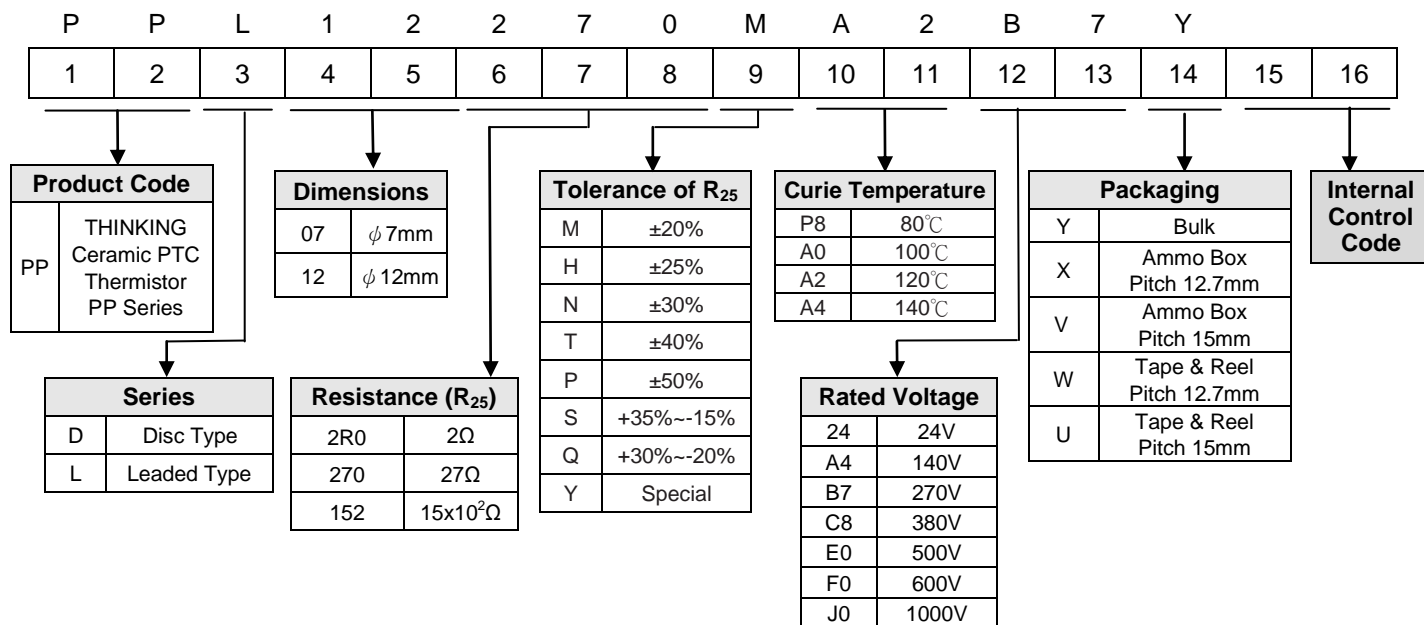 P P L 1 2 2 7 0 M A 2 B 7 Y
1 2 3 4 5 6 7 8 9 10 11 12 13 14 15 16
Product Code
PP THINKING
Ceramic PTC
Thermistor
PP Series
Dimensions
07 ϕ 7mm
12 ϕ 12mm
Tolerance of R₂₅
M ±20%
H ±25%
N ±30%
T ±40%
P ±50%
S +35%~-15%
Q +30%~-20%
Y Special
Curie Temperature
P8 80℃
A0 100℃
A2 120℃
A4 140℃
Packaging
Y Bulk
X Ammo Box
Pitch 12.7mm
V Ammo Box
Pitch 15mm
W Tape & Reel
Pitch 12.7mm
U Tape & Reel
Pitch 15mm
Internal
Control
Code
Series
D Disc Type
L Leaded Type
Resistance (R₂₅)
2R0 2Ω
270 27Ω
152 15x10²Ω
Rated Voltage
24 24V
A4 140V
B7 270V
C8 380V
E0 500V
F0 600V
J0 1000V